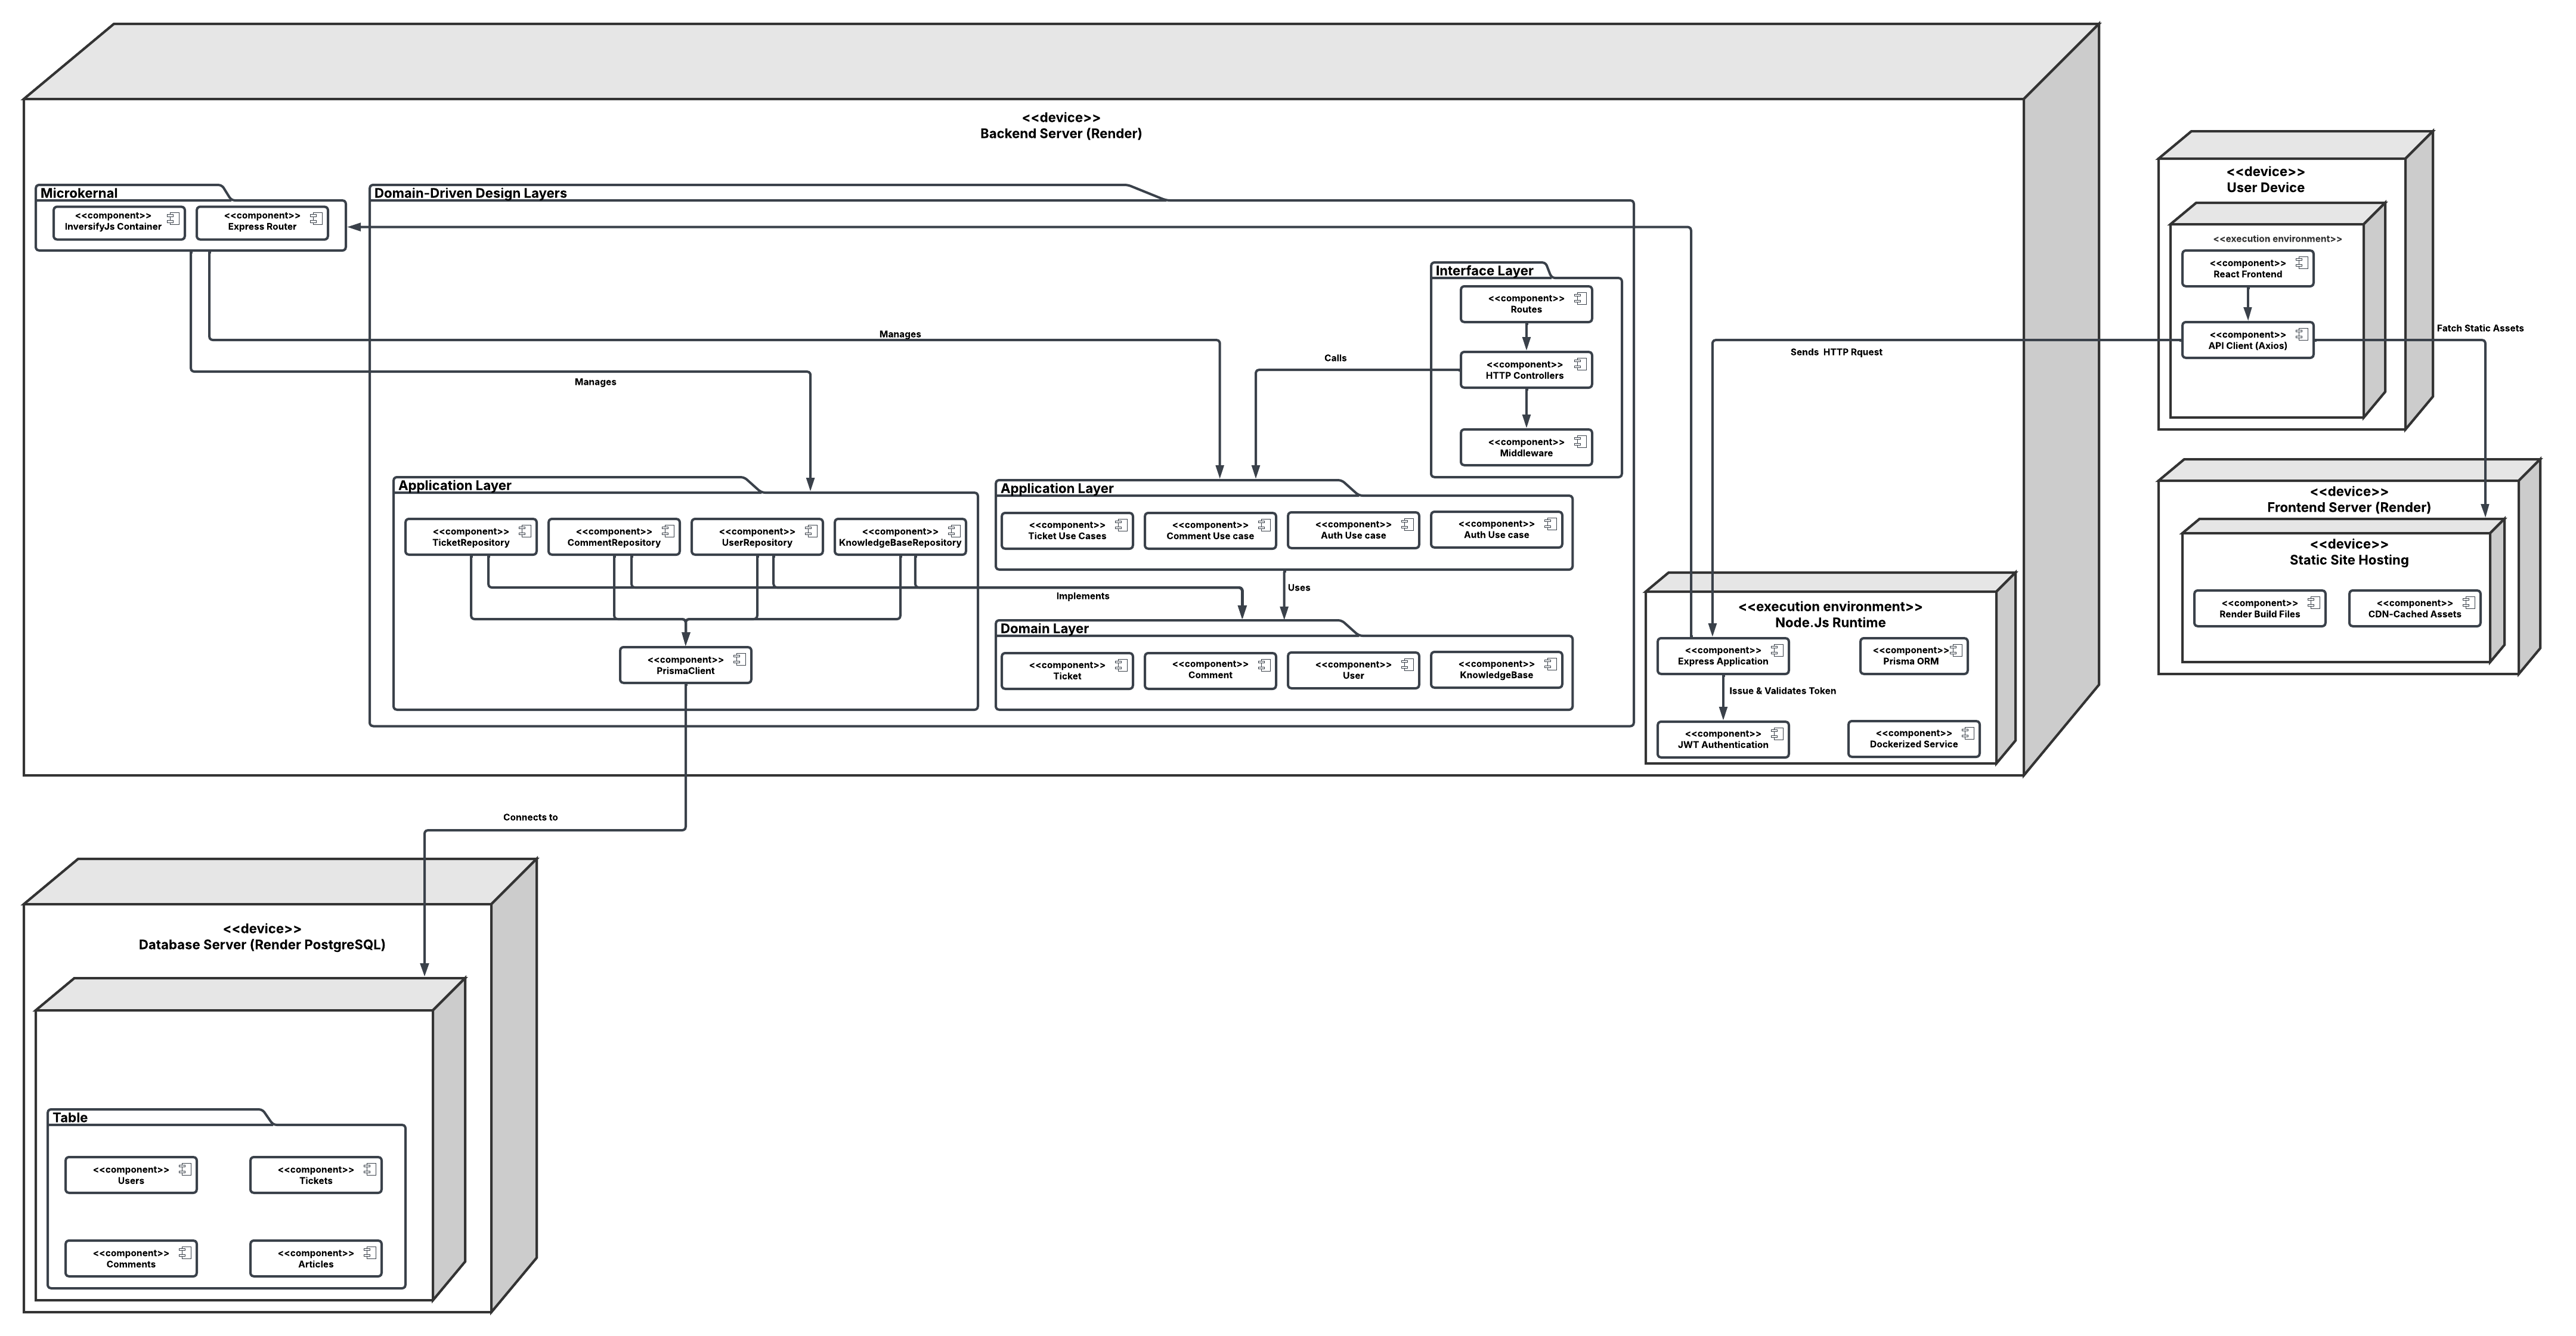 <<device>>
Backend Server (Render)
Microkernal
<<component>>
InversifyJs Container
<<component>>
Express Router
Domain-Driven Design Layers
Interface Layer
<<component>>
Routes
<<component>>
HTTP Controllers
<<component>>
Middleware
Manages
Manages
Calls
Application Layer
<<component>>
TicketRepository
<<component>>
CommentRepository
<<component>>
UserRepository
<<component>>
KnowledgeBaseRepository
<<component>>
PrismaClient
Implements
Application Layer
<<component>>
Ticket Use Cases
<<component>>
Comment Use case
<<component>>
Auth Use case
<<component>>
Auth Use case
Uses
Domain Layer
<<component>>
Ticket
<<component>>
Comment
<<component>>
User
<<component>>
KnowledgeBase
<<execution environment>>
Node.Js Runtime
<<component>>
Express Application
<<component>>
Prisma ORM
Issue & Validates Token
<<component>>
JWT Authentication
<<component>>
Dockerized Service
Sends HTTP Rquest
<<device>>
User Device
<<execution environment>>
<<component>>
React Frontend
<<component>>
API Client (Axios)
Fatch Static Assets
<<device>>
Frontend Server (Render)
<<device>>
Static Site Hosting
<<component>>
Render Build Files
<<component>>
CDN-Cached Assets
Connects to
<<device>>
Database Server (Render PostgreSQL)
Table
<<component>>
Users
<<component>>
Tickets
<<component>>
Comments
<<component>>
Articles